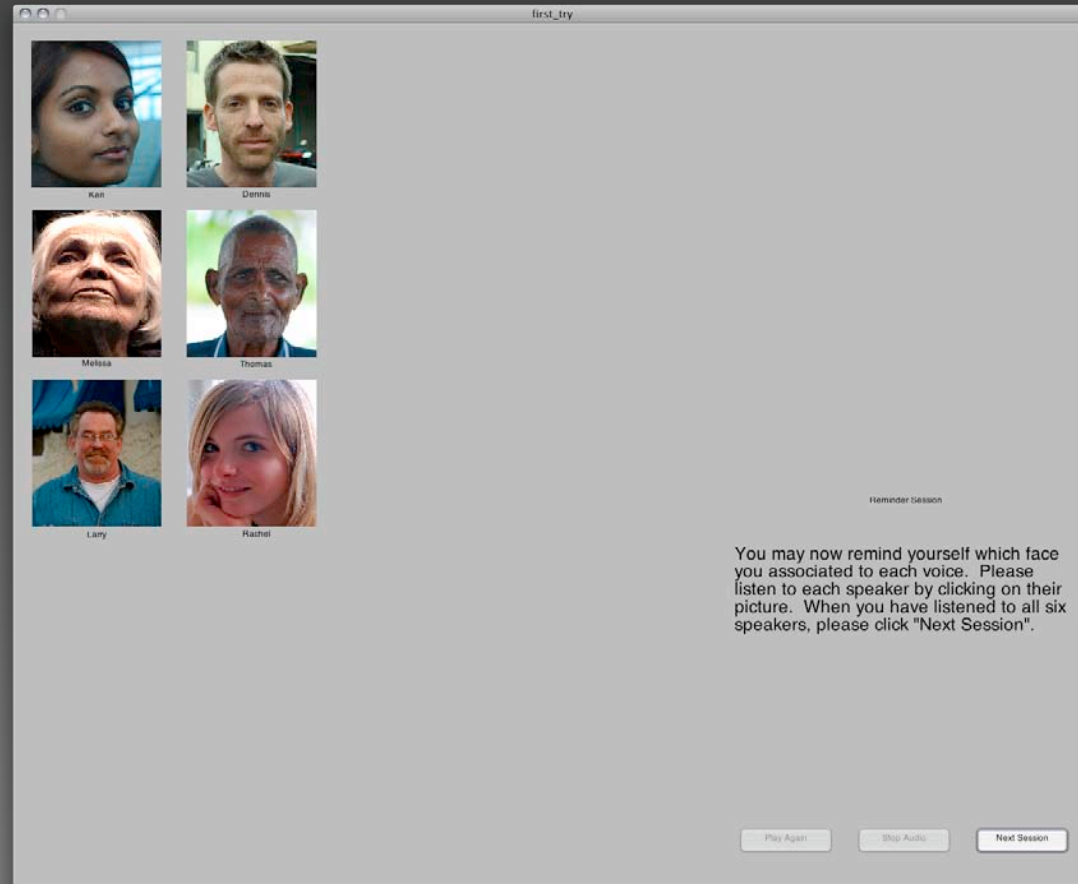 first_try
Kari
Dennis
Melissa
Thomas
Larry
Rachel
Reminder Session
You may now remind yourself which face
you associated to each voice.  Please
listen to each speaker by clicking on their
picture.  When you have listened to all six
speakers, please click "Next Session".
Play Again
Stop Audio
Next Session